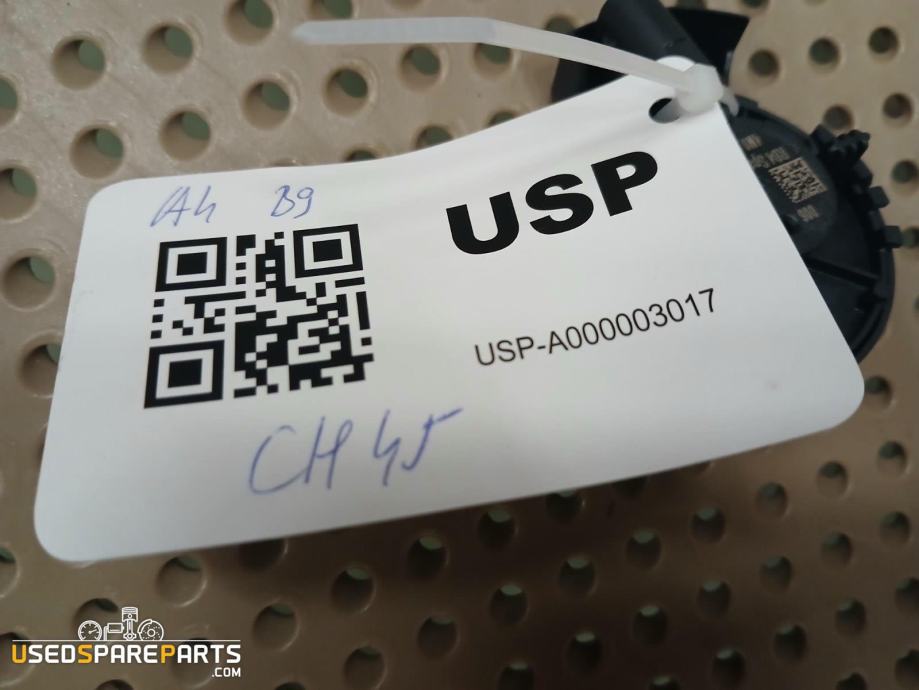 A4 B9
USP
USP-A000003017
CH 45
USEDSPAREPARTS
.COM